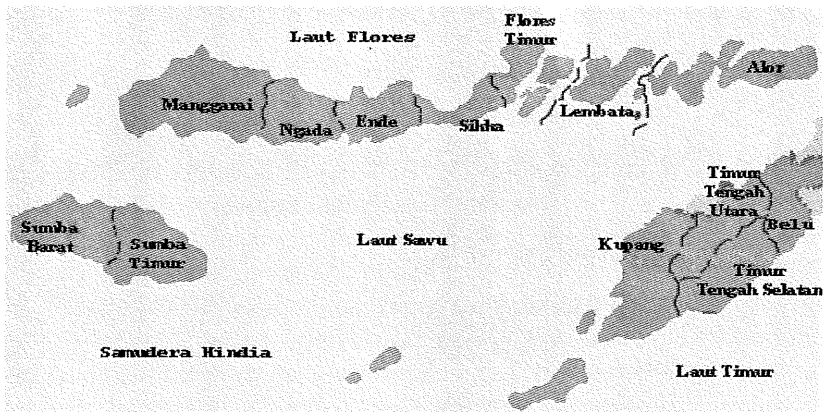 Flores
Timur
Laut Flores
Alor
Manggarai
Ngada
Ende
Sikha
Lembata
Timur
Tengah
Utara
Belu
Sumba
Barat
Sumba
Timur
Laut Sawu
Kupang
Timur
Tengah Selatan
Samudera Hindia
Laut Timur